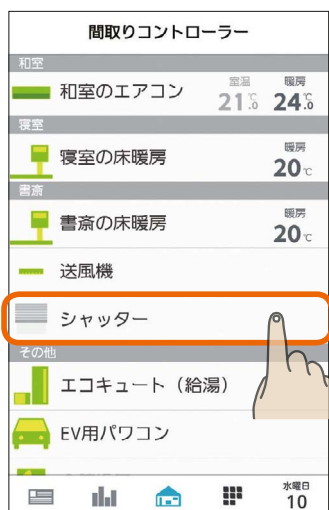 間取りコントローラー
和室
和室のエアコン 室温 21.0℃ 暖房 24.0℃
寝室
寝室の床暖房 暖房 20℃
書斎
書斎の床暖房 暖房 20℃
送風機
シャッター
その他
エコキュート（給湯）
EV用パワコン
水曜日
10